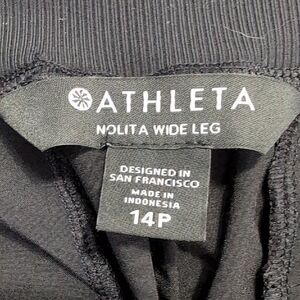 ATHLETA
NOLITA WIDE LEG
DESIGNED IN
SAN FRANCISCO
MADE IN
INDONESIA
14P